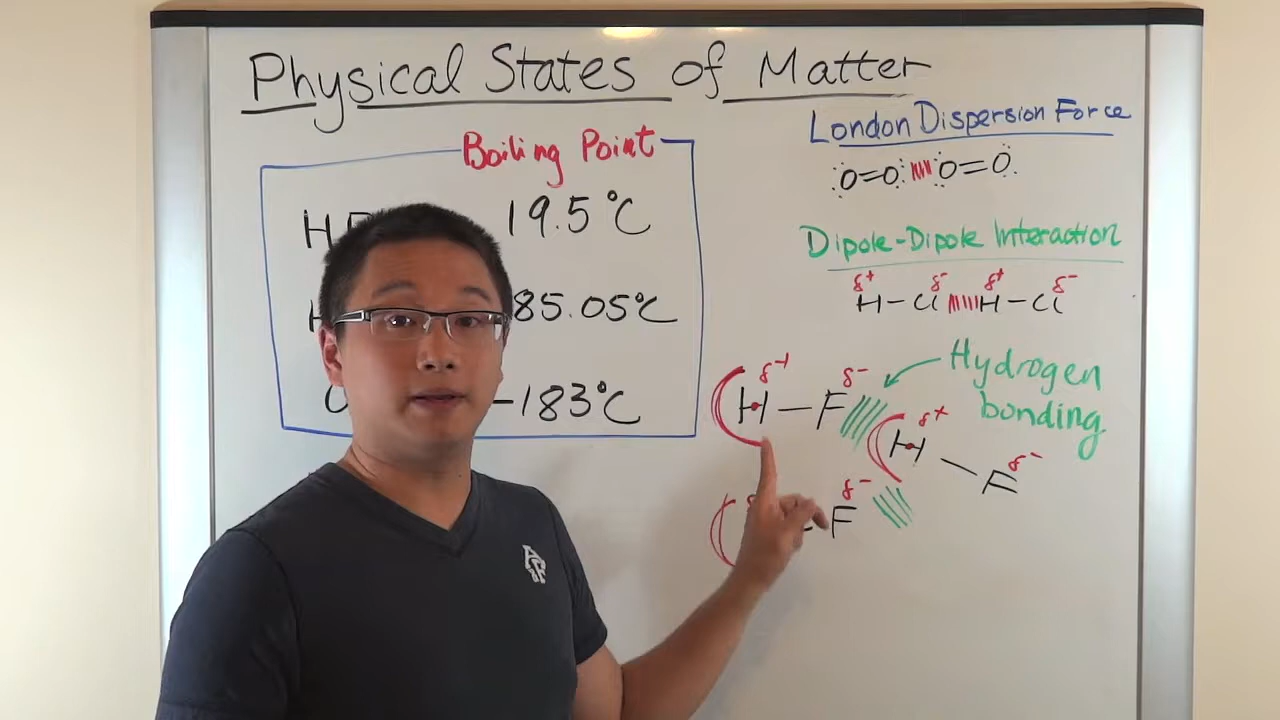 Physical States of Matter
Boiling Point
19.5°C
85.05°C
-183°C
London Dispersion Force
O=O O=O
Dipole-Dipole Interaction
δ+ δ- δ+ δ-
H-Cl H-Cl
Hydrogen
bonding
δ+ δ-
H-F
δ+ δ-
H-F
δ-
F